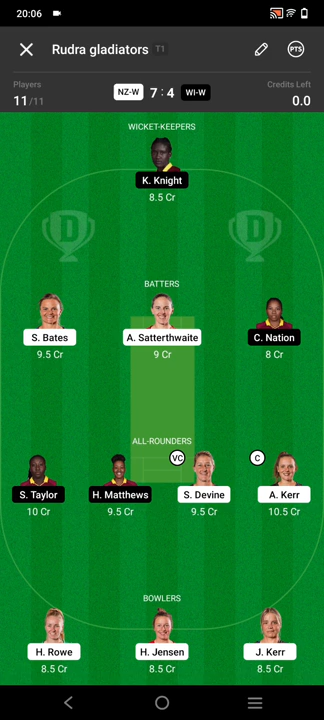 20:06
Rudra gladiators T1
PTS
Players
11/11
NZ-W 7 : 4 WI-W
Credits Left
0.0
WICKET-KEEPERS
K. Knight
8.5 Cr
D D
BATTERS
S. Bates A. Satterthwaite C. Nation
9.5 Cr 9 Cr 8 Cr
ALL-ROUNDERS
VC C
S. Taylor H. Matthews S. Devine A. Kerr
10 Cr 9.5 Cr 9.5 Cr 10.5 Cr
BOWLERS
H. Rowe H. Jensen J. Kerr
8.5 Cr 8.5 Cr 8.5 Cr